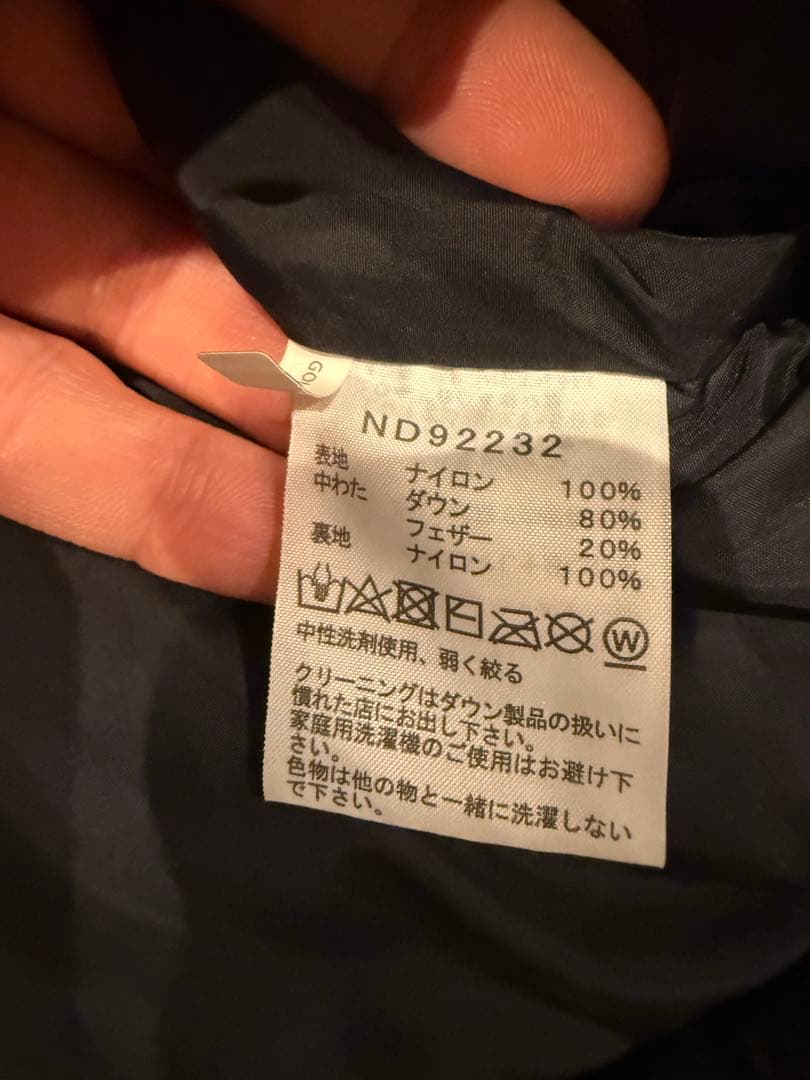 GO
ND92232
表地 ナイロン 100%
中わた ダウン 80%
フェザー 20%
裏地 ナイロン 100%
W
中性洗剤使用、弱く絞る
クリーニングはダウン製品の扱いに
慣れた店にお出し下さい。
家庭用洗濯機のご使用はお避け下
さい。
色物は他の物と一緒に洗濯しない
で下さい。